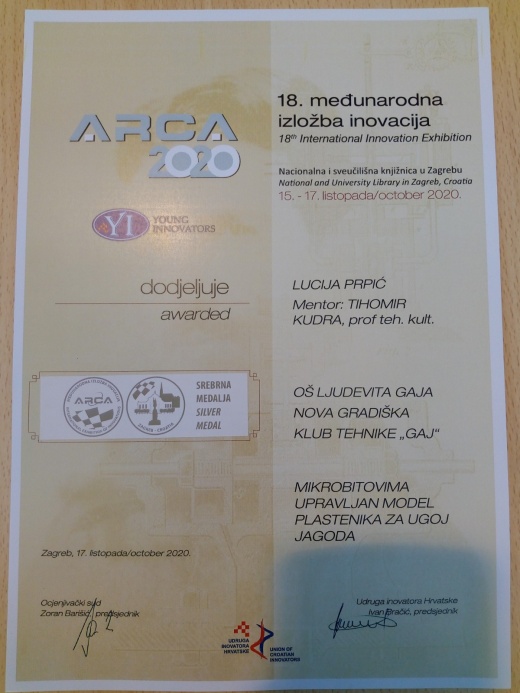 ARCA
2020
18. međunarodna
izložba inovacija
18th International Innovation Exhibition
Nacionalna i sveučilišna knjižnica u Zagrebu
National and University Library in Zagreb, Croatia
15. - 17. listopada/october 2020.
YI YOUNG
INNOVATORS
dodjeljuje
awarded
LUCIJA PRPIĆ
Mentor: TIHOMIR
KUDRA, prof teh. kult.
ARCA
SREBRNA
MEDALJA
SILVER
MEDAL
OŠ LJUDEVITA GAJA
NOVA GRADIŠKA
KLUB TEHNIKE „GAJ“
MIKROBITOVIMA
UPRAVLJAN MODEL
PLASTENIKA ZA UGOJ
JAGODA
Zagreb, 17. listopada/october 2020.
Ocjenjivački sud
Zoran Barišić, predsjednik
Udruga inovatora Hrvatske
Ivan Bračić, predsjednik
UDRUGA
INOVATORA
HRVATSKE
UNION OF
CROATIAN
INNOVATORS